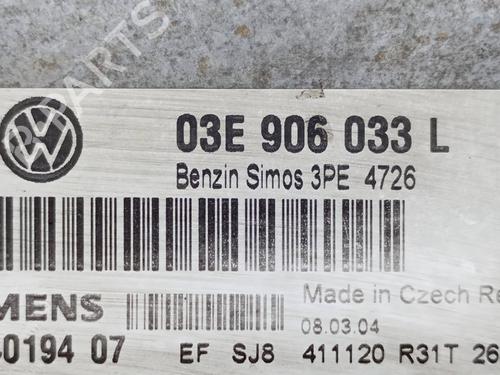 03E 906 033 L
Benzin Simos 3PE 4726
Made in Czech Re
08.03.04
0194 07 EF SJ8 411120 R31T 26